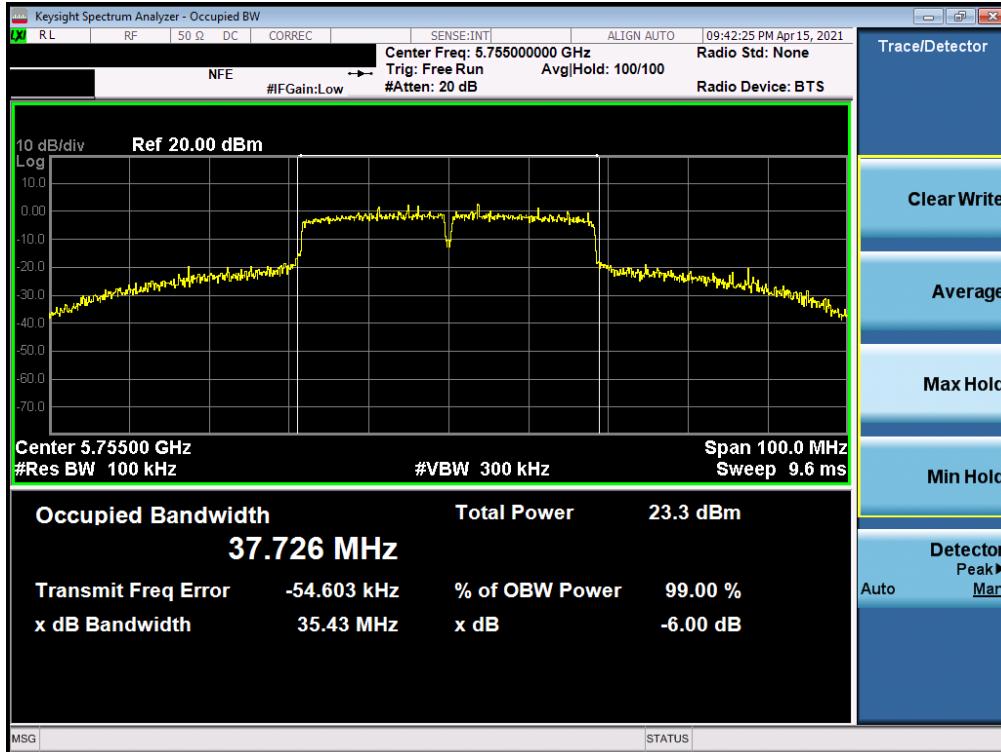 Keysight Spectrum Analyzer - Occupied BW
LXI RL RF 50 Ω DC CORREC SENSE:INT ALIGN AUTO 09:42:25 PM Apr 15, 2021
Center Freq: 5.755000000 GHz Radio Std: None
NFE Trig: Free Run Avg|Hold: 100/100
#IFGain:Low #Atten: 20 dB Radio Device: BTS
10 dB/div Ref 20.00 dBm
Log
10.0
0.00
-10.0
-20.0
-30.0
-40.0
-50.0
-60.0
-70.0
Center 5.75500 GHz Span 100.0 MHz
#Res BW 100 kHz #VBW 300 kHz Sweep 9.6 ms
Occupied Bandwidth Total Power 23.3 dBm
37.726 MHz
Transmit Freq Error -54.603 kHz % of OBW Power 99.00 %
x dB Bandwidth 35.43 MHz x dB -6.00 dB
MSG STATUS
Trace/Detector
Clear Write
Average
Max Hold
Min Hold
Detector
Peak
Auto Man